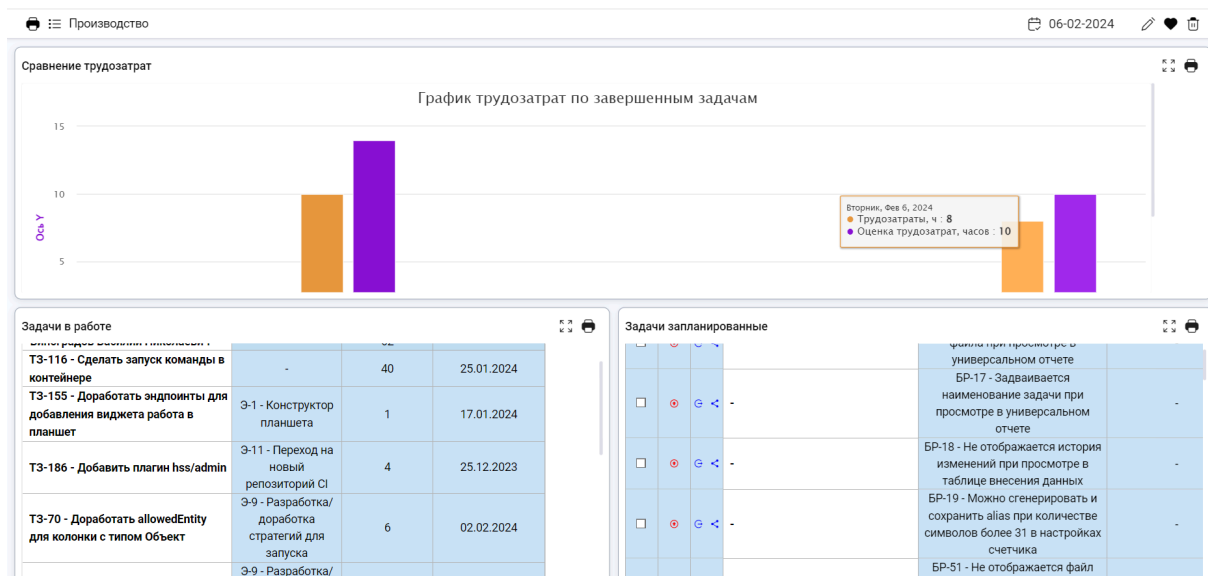 Производство
06-02-2024
Сравнение трудозатрат
График трудозатрат по завершенным задачам
15
10
5
Ось Y
Вторник, Фев 6, 2024
Трудозатраты, ч : 8
Оценка трудозатрат, часов : 10
Задачи в работе
ТЗ-116 - Сделать запуск команды в
контейнере
-
40
25.01.2024
ТЗ-155 - Доработать эндпоинты для
добавления виджета работа в
планшет
Э-1 - Конструктор
планшета
1
17.01.2024
ТЗ-186 - Добавить плагин hss/admin
Э-11 - Переход на
новый
репозиторий CI
4
25.12.2023
ТЗ-70 - Доработать allowedEntity
для колонки с типом Объект
Э-9 - Разработка/
доработка
стратегий для
запуска
6
02.02.2024
Э-9 - Разработка/
Задачи запланированные
файла при просмотре в
универсальном отчете
-
БР-17 - Задваивается
наименование задачи при
просмотре в универсальном
отчете
-
-
БР-18 - Не отображается история
изменений при просмотре в
таблице внесения данных
-
-
БР-19 - Можно сгенерировать и
сохранить alias при количестве
символов более 31 в настройках
счетчика
-
БР-51 - Не отображается файл